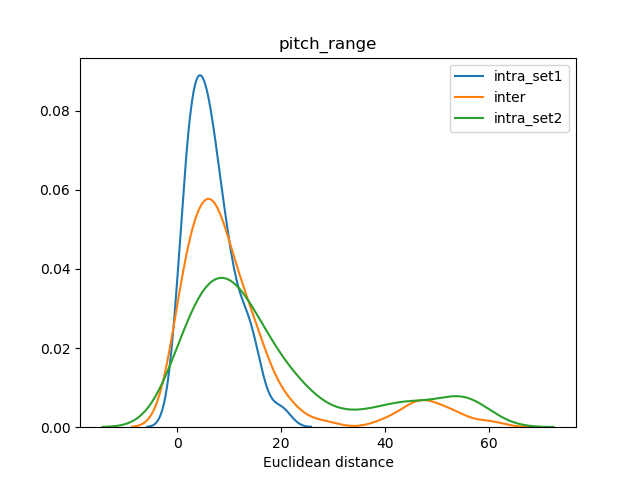 pitch_range
intra_set1
inter
intra_set2
0.08
0.06
0.04
0.02
0.00
0 20 40 60
Euclidean distance